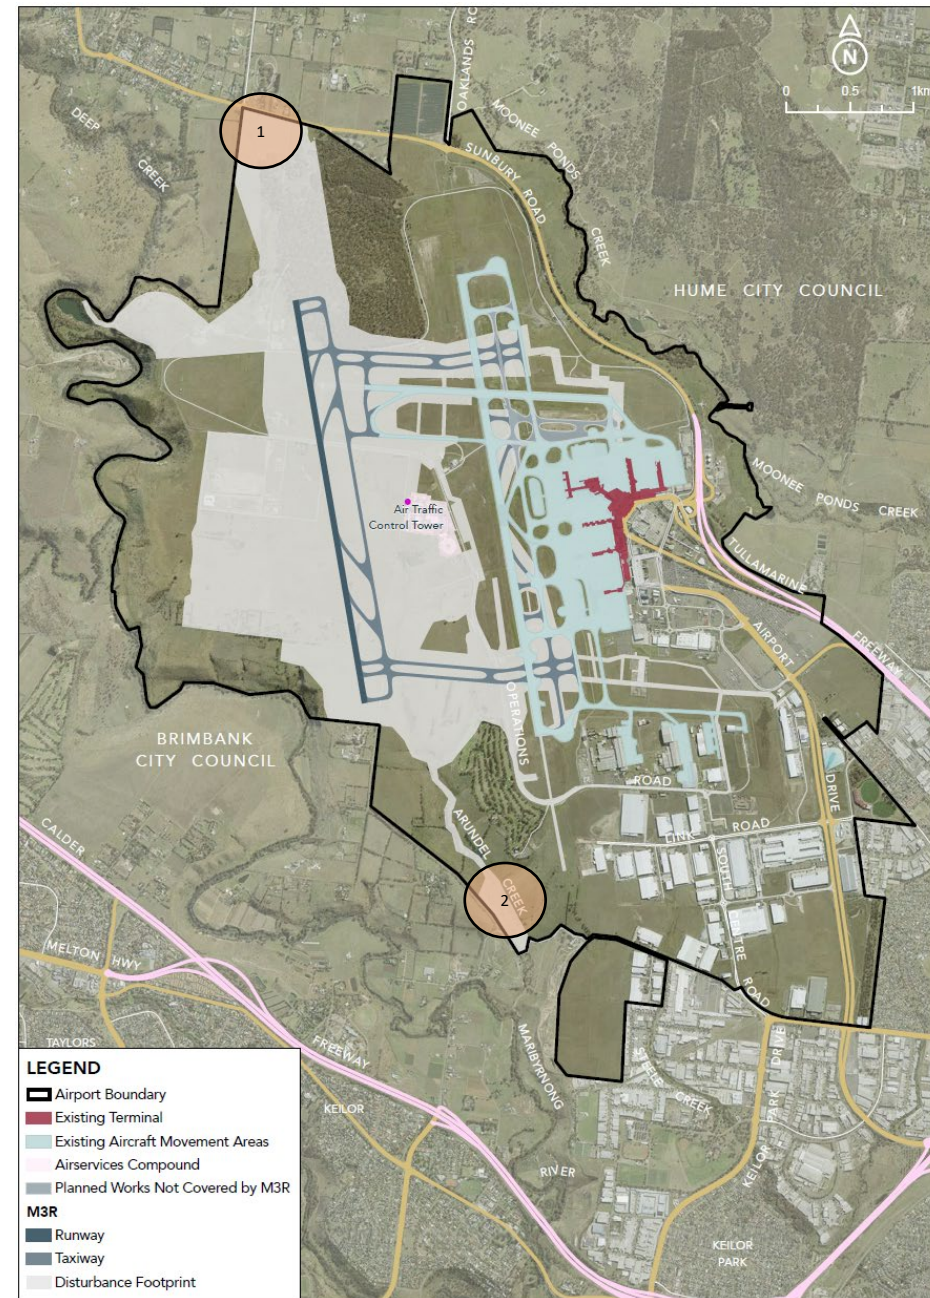 OAKLANDS RO
N
0 0.5 1km
1
DEEP
CREEK
MOONEE PONDS
CREEK
SUNBURY ROAD
HUME CITY COUNCIL
MOONEE PONDS CREEK
Air Traffic
Control Tower
TULLAMARINE
FREEWAY
AIRPORT
DRIVE
OPERATIONS
ROAD
BRIMBANK
CITY COUNCIL
LINK ROAD
SOUTH
CENTRE
ROAD
ARUNDEL
CREEK
2
CALDER
FREEWAY
MELTON HWY
TAYLORS
MARIBYRNONG
RIVER
STEELE
CREEK
KEILOR
KEILOR PARK DRIVE
KEILOR
PARK
LEGEND
Airport Boundary
Existing Terminal
Existing Aircraft Movement Areas
Airservices Compound
Planned Works Not Covered by M3R
M3R
Runway
Taxiway
Disturbance Footprint